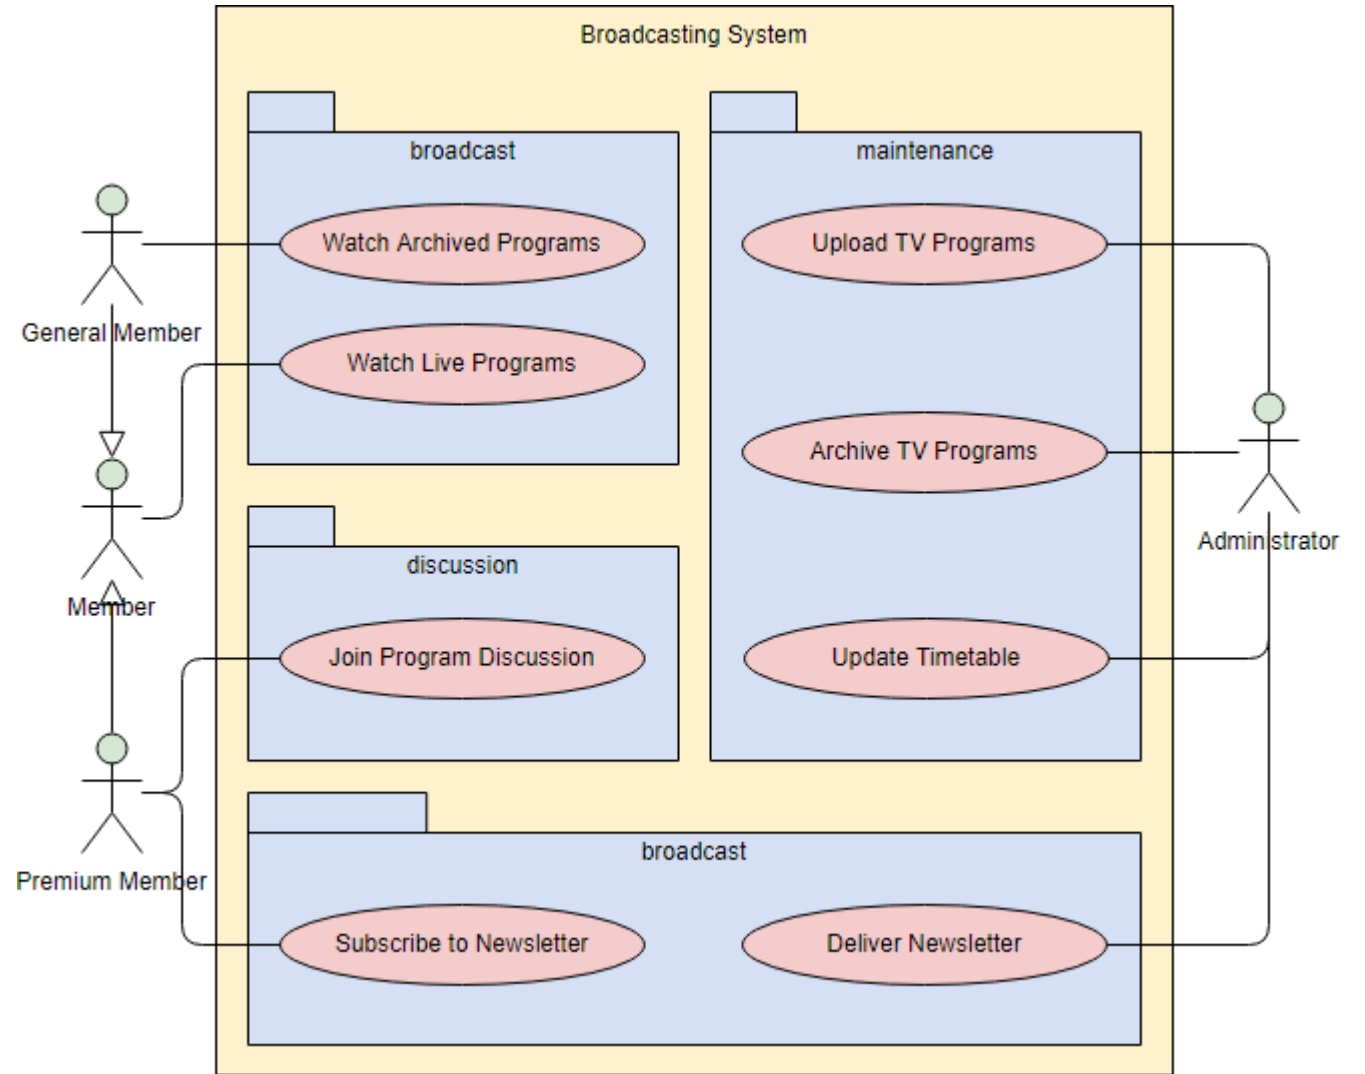 Broadcasting System
broadcast
Watch Archived Programs
Watch Live Programs
maintenance
Upload TV Programs
Archive TV Programs
Update Timetable
discussion
Join Program Discussion
broadcast
Subscribe to Newsletter
Deliver Newsletter
General Member
Member
Premium Member
Administrator